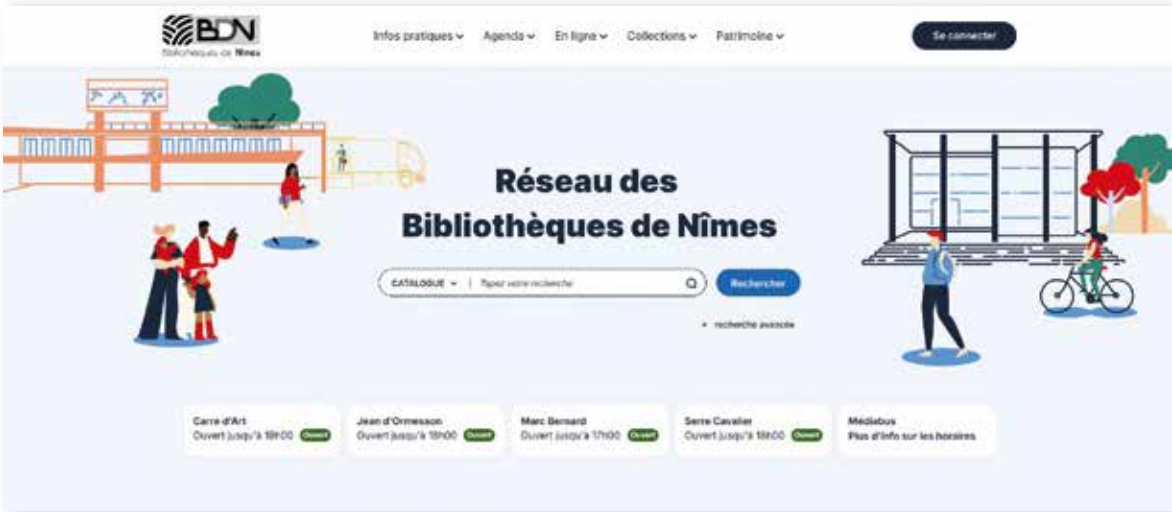 BDN
Bibliothèques de Nîmes
Infos pratiques
Agenda
En ligne
Collections
Patrimoine
Se connecter
Réseau des
Bibliothèques de Nîmes
CATALOGUE
Tapez votre recherche
Rechercher
+ recherche avancée
Carré d'Art
Ouvert jusqu'à 18h00 Ouvert
Jean d'Ormesson
Ouvert jusqu'à 18h00 Ouvert
Marc Bernard
Ouvert jusqu'à 17h00 Ouvert
Serre Cavalier
Ouvert jusqu'à 18h00 Ouvert
Médiabus
Plus d'info sur les horaires